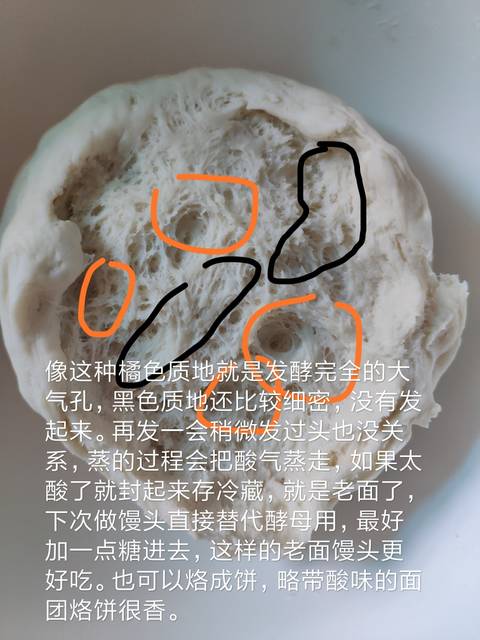 像这种橘色质地就是发酵完全的大
气孔，黑色质地还比较细密，没有发
起来。再发一会稍微发过头也没关
系，蒸的过程会把酸气蒸走，如果太
酸了就封起来存冷藏，就是老面了，
下次做馒头直接替代酵母用，最好
加一点糖进去，这样的老面馒头更
好吃。也可以烙成饼，略带酸味的面
团烙饼很香。